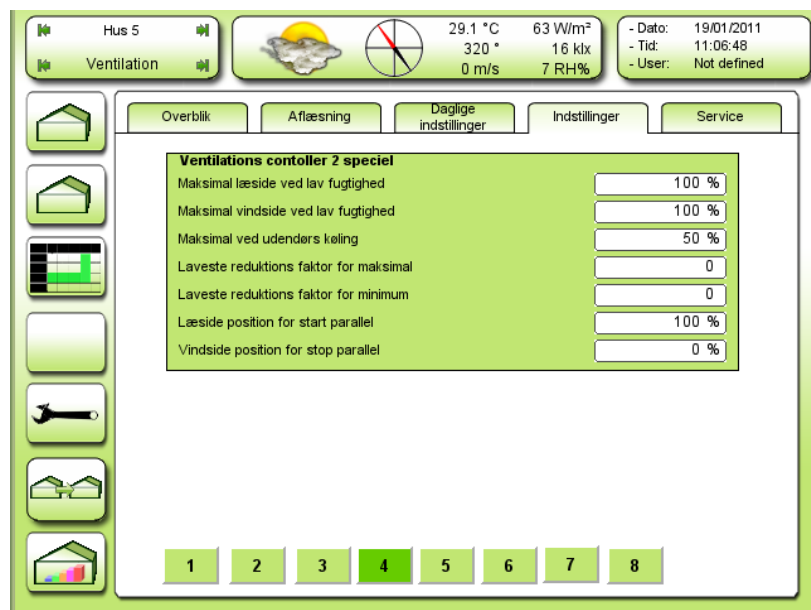 Hus 5
Ventilation
29.1 °C
63 W/m²
320 °
16 klx
0 m/s
7 RH%
- Dato: 19/01/2011
- Tid: 11:06:48
- User: Not defined
Overblik
Aflæsning
Daglige
indstillinger
Indstillinger
Service
Ventilations contoller 2 speciel
Maksimal læside ved lav fugtighed 100 %
Maksimal vindside ved lav fugtighed 100 %
Maksimal ved udendørs køling 50 %
Laveste reduktions faktor for maksimal 0
Laveste reduktions faktor for minimum 0
Læside position for start parallel 100 %
Vindside position for stop parallel 0 %
1 2 3 4 5 6 7 8